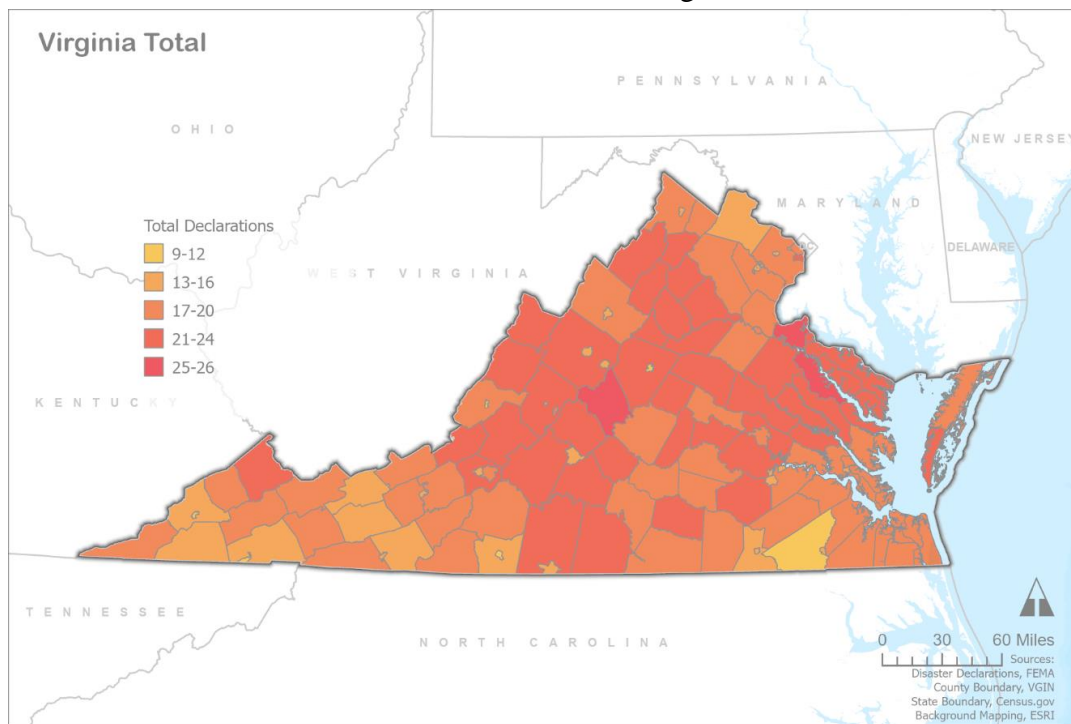 Virginia Total
PENNSYLVANIA
OHIO
NEW JERSEY
MARYLAND
Total Declarations
9-12
13-16
17-20
21-24
25-26
DC
DELAWARE
WEST VIRGINIA
KENTUCKY
TENNESSEE
NORTH CAROLINA
0 30 60 Miles
Sources:
Disaster Declarations, FEMA
County Boundary, VGIN
State Boundary, Census.gov
Background Mapping, ESRI